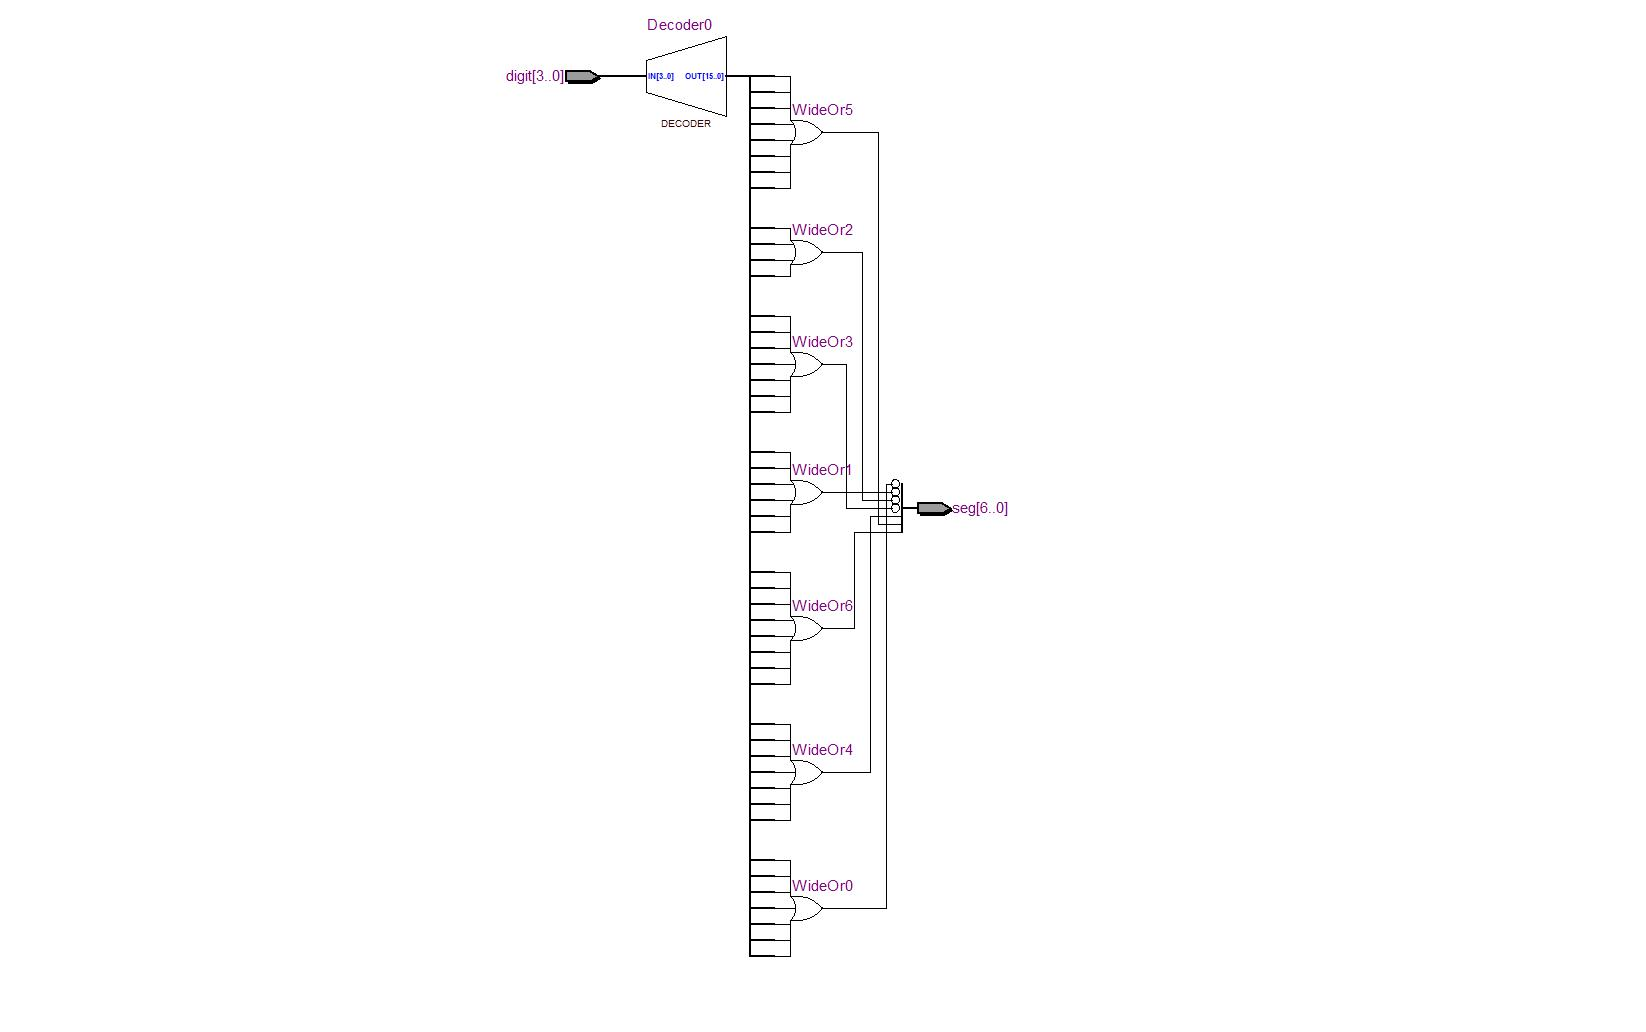 Decoder0
digit[3..0]
IN[3..0] OUT[15..0]
DECODER
WideOr5
WideOr2
WideOr3
WideOr1
seg[6..0]
WideOr6
WideOr4
WideOr0